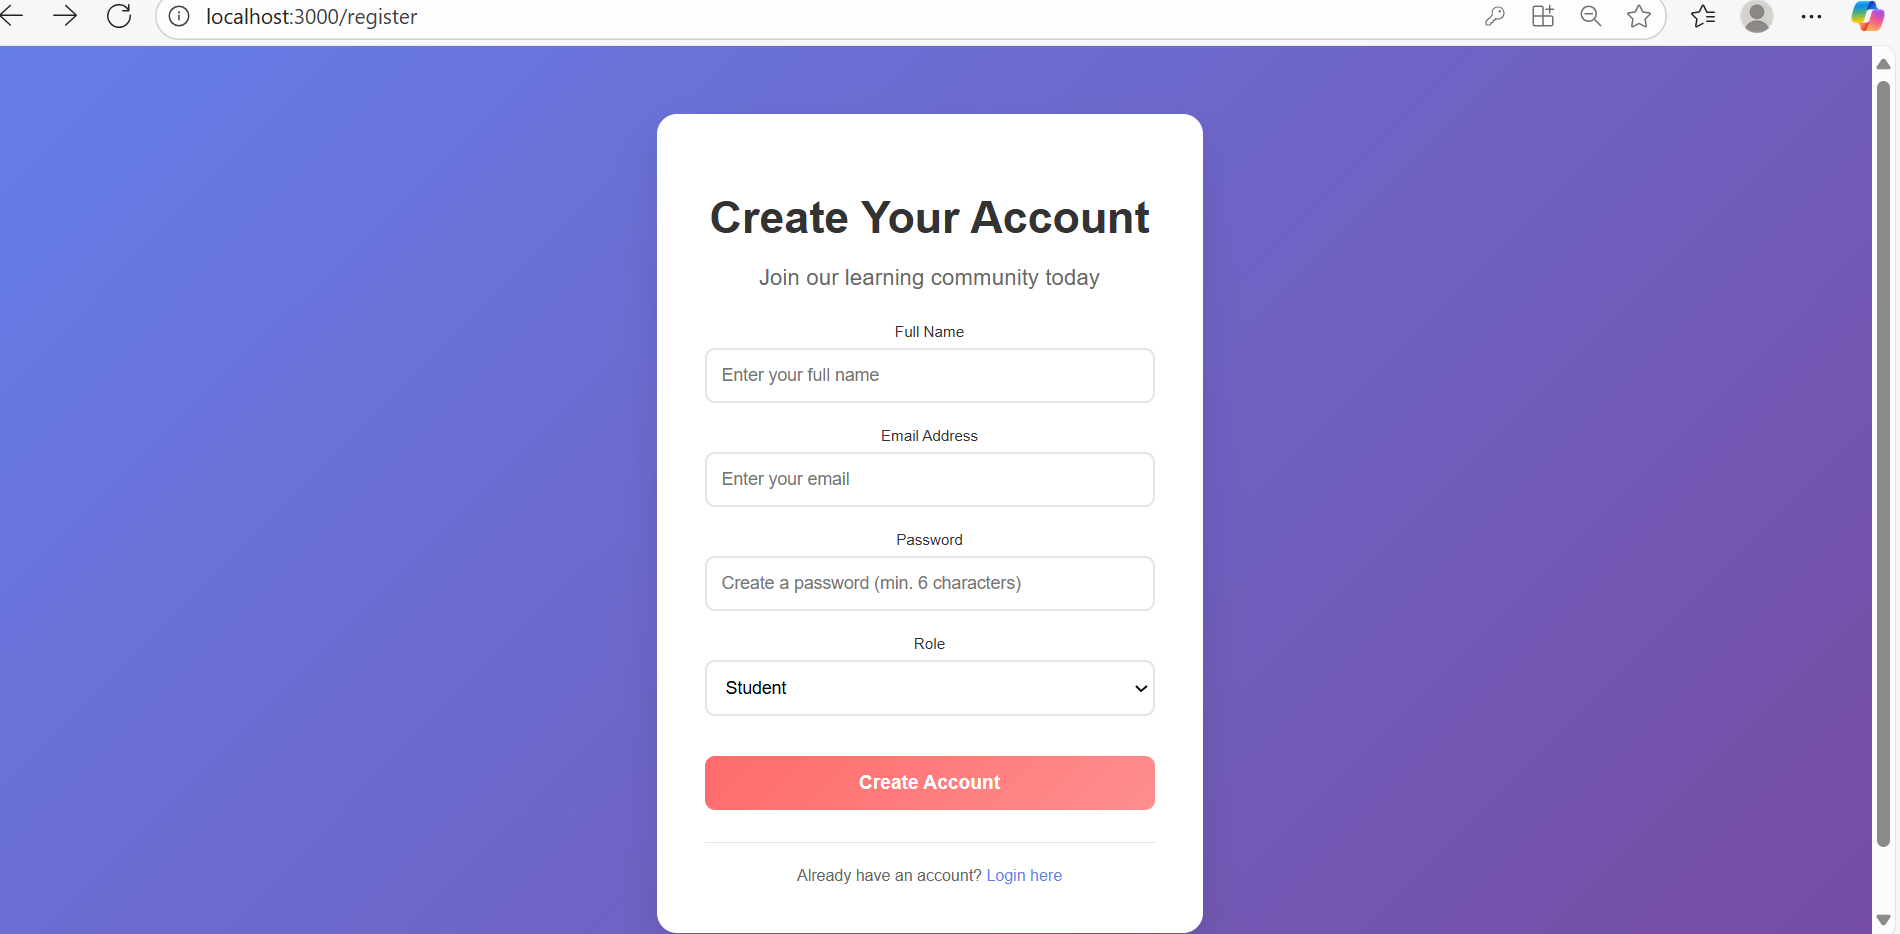 localhost:3000/register
Create Your Account
Join our learning community today
Full Name
Enter your full name
Email Address
Enter your email
Password
Create a password (min. 6 characters)
Role
Student
Create Account
Already have an account? Login here